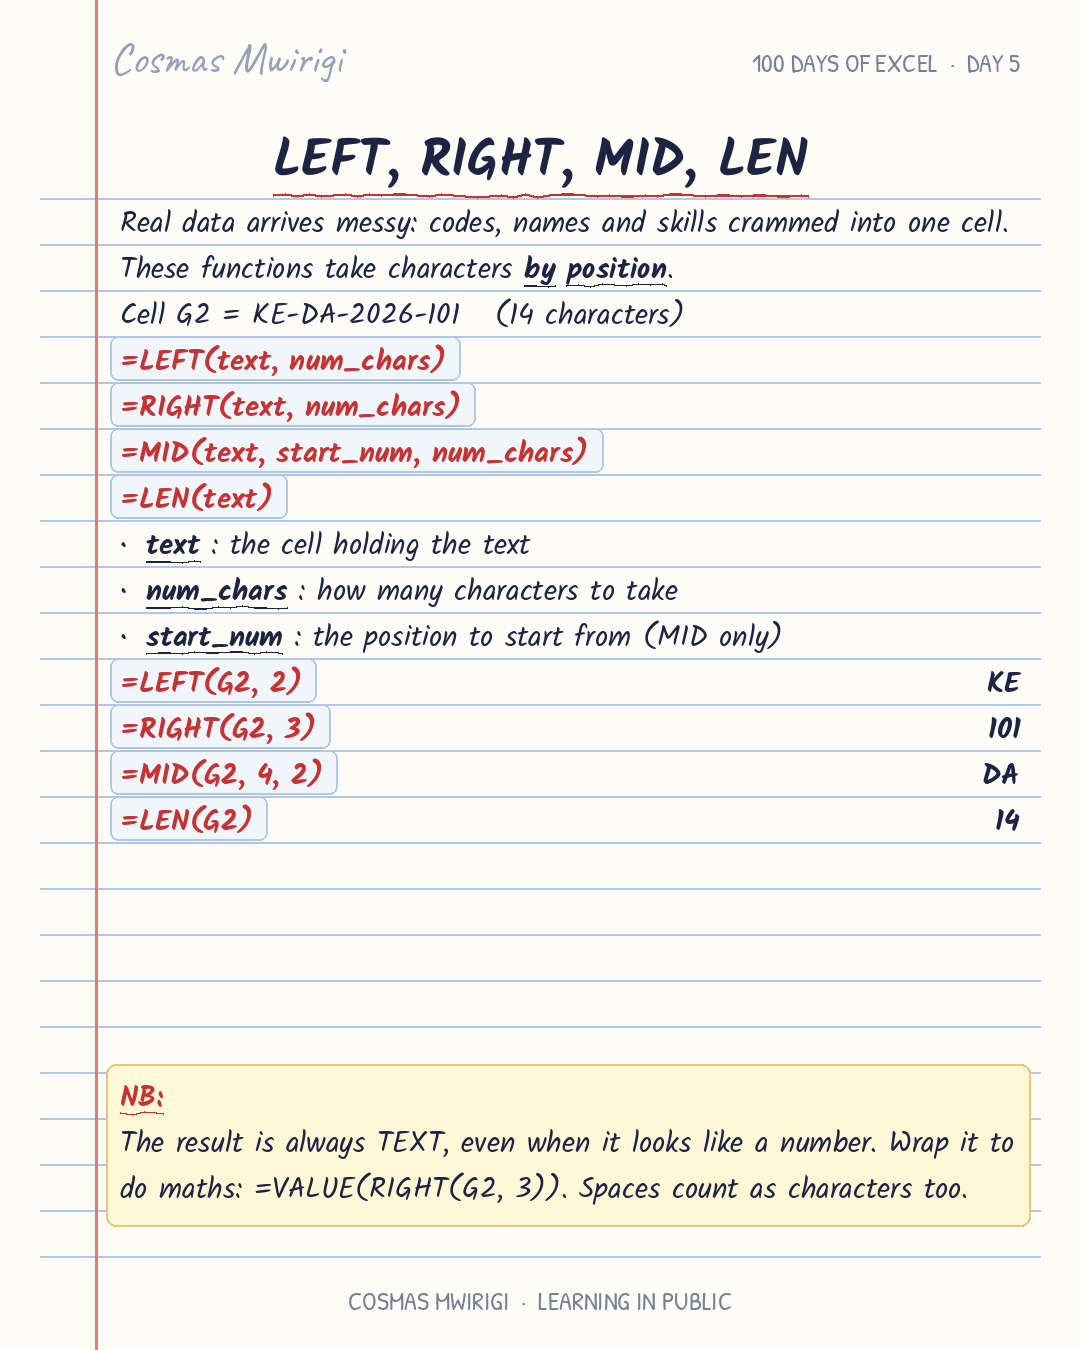 Cosmas Mwirigi
100 DAYS OF EXCEL · DAY 5
LEFT, RIGHT, MID, LEN
Real data arrives messy: codes, names and skills crammed into one cell.
These functions take characters by position.
Cell G2 = KE-DA-2026-101 (14 characters)
=LEFT(text, num_chars)
=RIGHT(text, num_chars)
=MID(text, start_num, num_chars)
=LEN(text)
· text : the cell holding the text
· num_chars : how many characters to take
· start_num : the position to start from (MID only)
=LEFT(G2, 2) KE
=RIGHT(G2, 3) 101
=MID(G2, 4, 2) DA
=LEN(G2) 14
NB:
The result is always TEXT, even when it looks like a number. Wrap it to
do maths: =VALUE(RIGHT(G2, 3)). Spaces count as characters too.
COSMAS MWIRIGI · LEARNING IN PUBLIC